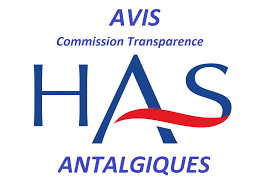 AVIS
Commission Transparence
HAS
ANTALGIQUES